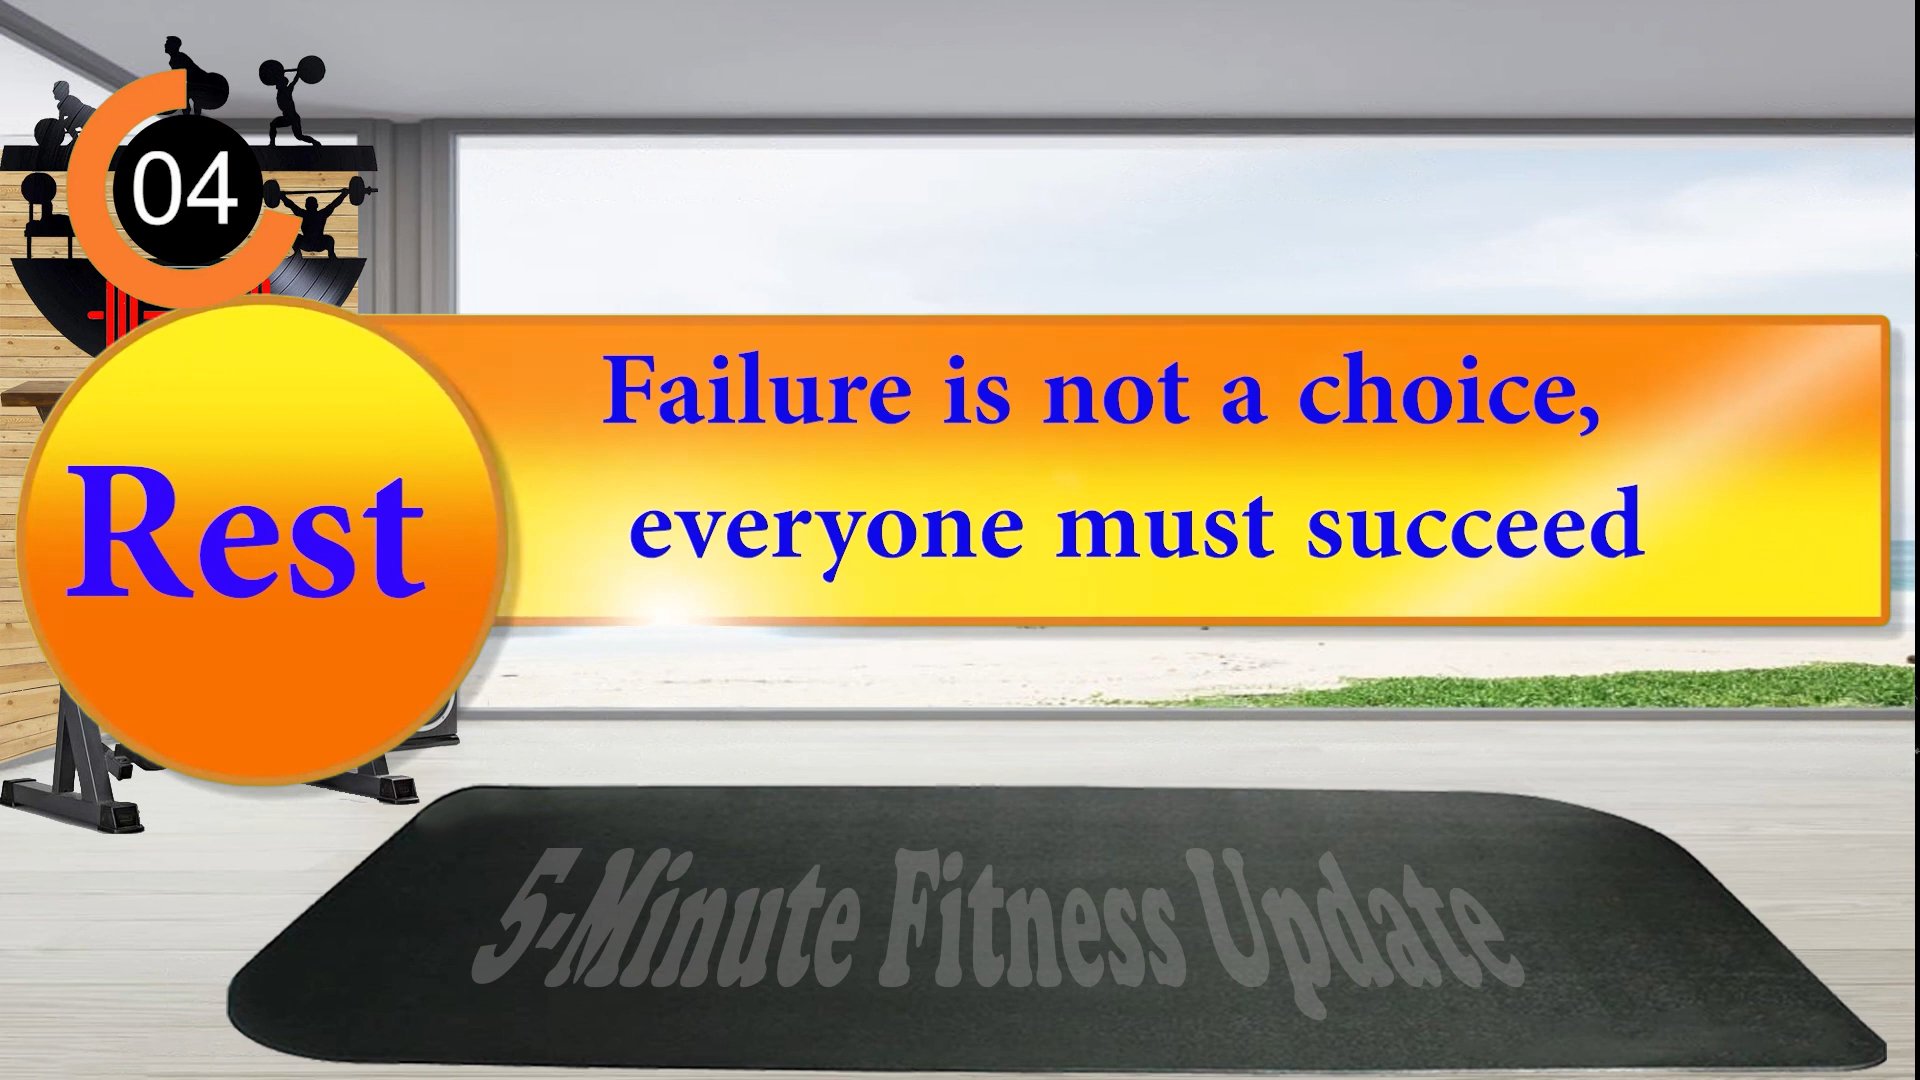 04
Rest
Failure is not a choice,
everyone must succeed
5-Minute Fitness Update